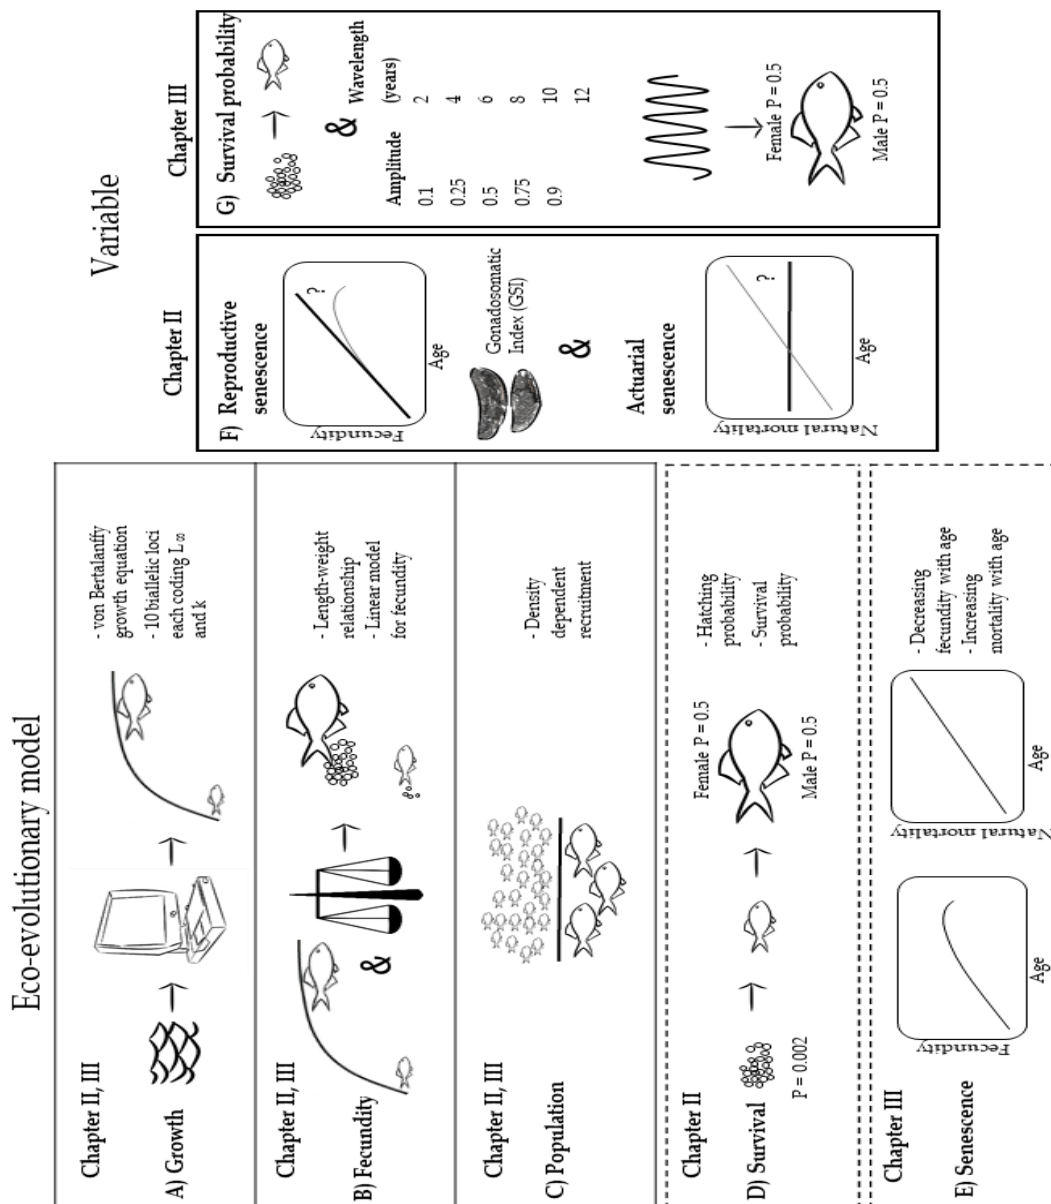 Eco-evolutionary model
Chapter II, III
A) Growth
- von Bertalanffy
growth equation
- 10 biallelic loci
each coding L∞
and k
Chapter II, III
B) Fecundity
&
- Length-weight
relationship
- Linear model
for fecundity
Chapter II, III
C) Population
- Density
dependent
recruitment
Chapter II
D) Survival
P = 0.002
Female P = 0.5
Male P = 0.5
- Hatching
probability
- Survival
probability
Chapter III
E) Senescence
Fecundity
Age
Natural mortality
Age
- Decreasing
fecundity with age
- Increasing
mortality with age
Variable
Chapter II
F) Reproductive
senescence
Fecundity
?
Age
Gonadosomatic
Index (GSI)
&
Actuarial
senescence
Natural mortality
?
Age
Chapter III
G) Survival probability
&
Amplitude Wavelength
(years)
0.1 2
0.25 4
0.5 6
0.75 8
0.9 10
12
Female P = 0.5
Male P = 0.5